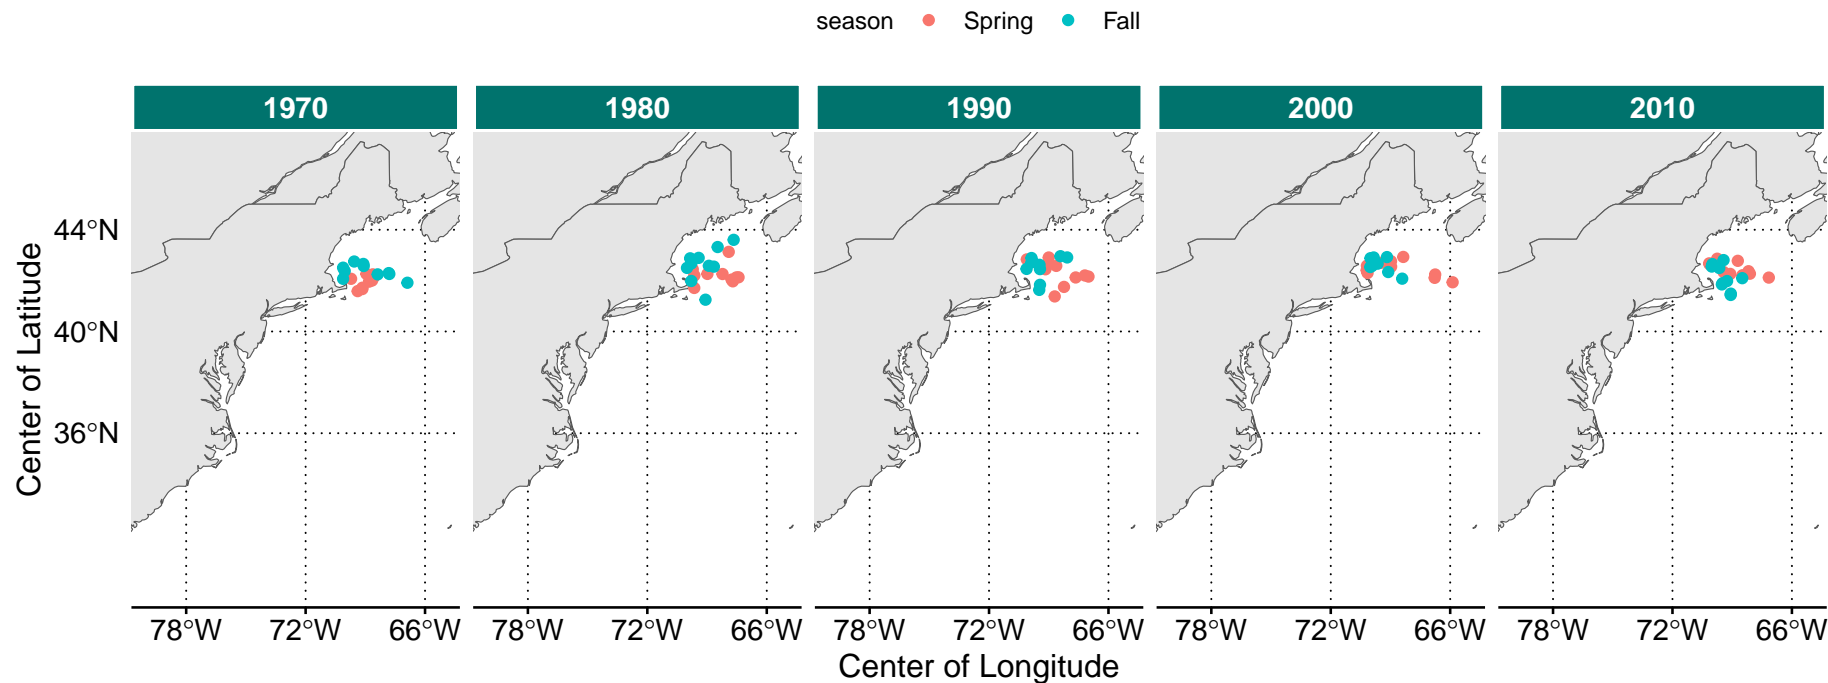 season Spring Fall
1970 1980 1990 2000 2010
44°N
40°N
36°N
Center of Latitude
78°W 72°W 66°W 78°W 72°W 66°W 78°W 72°W 66°W 78°W 72°W 66°W 78°W 72°W 66°W
Center of Longitude